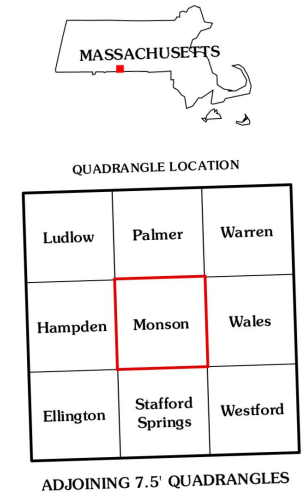 MASSACHUSETTS
QUADRANGLE LOCATION
Ludlow
Palmer
Warren
Hampden
Monson
Wales
Ellington
Stafford
Springs
Westford
ADJOINING 7.5' QUADRANGLES